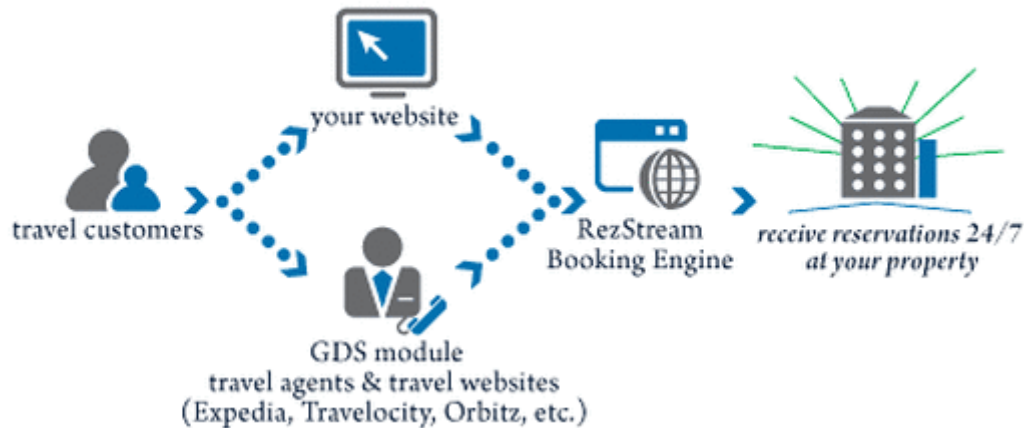 your website
travel customers
RezStream
Booking Engine
receive reservations 24/7
at your property
GDS module
travel agents & travel websites
(Expedia, Travelocity, Orbitz, etc.)